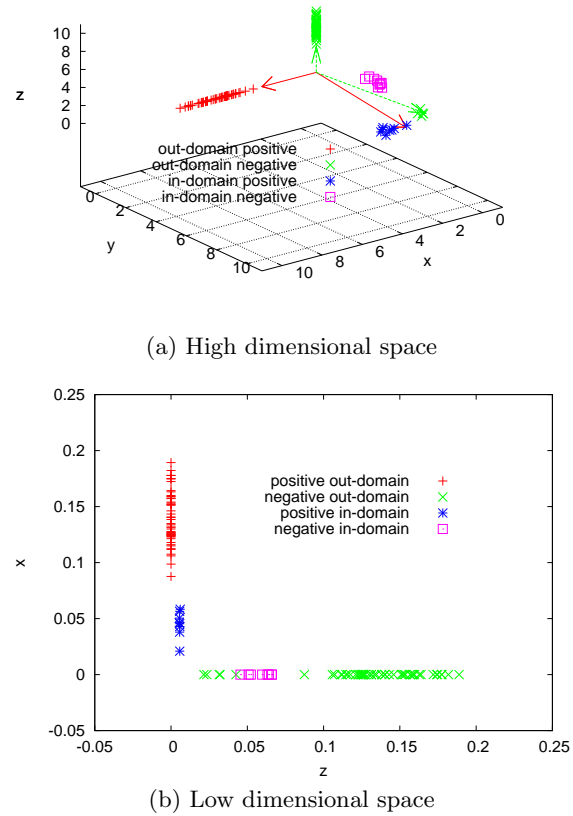 z
10
8
6
4
2
0
out-domain positive
out-domain negative
in-domain positive
in-domain negative
0
2
4
6
8
10
y
10
8
6
4
2
0
x
(a) High dimensional space
0.25
0.2
0.15
0.1
0.05
0
-0.05
x
positive out-domain
negative out-domain
positive in-domain
negative in-domain
-0.05 0 0.05 0.1 0.15 0.2 0.25
z
(b) Low dimensional space